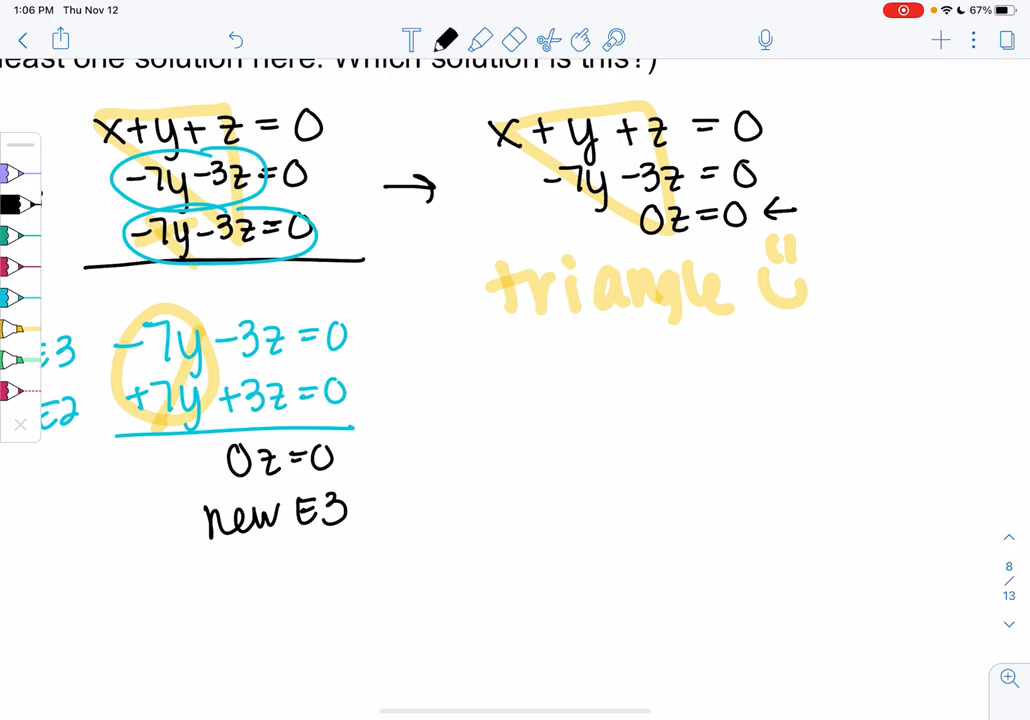 1:06 PM Thu Nov 12
67%
least one solution here. Which solution is this?)
x+y+z=0
-7y-3z=0
-7y-3z=0
→
x+y+z=0
-7y-3z=0
0z=0 ←
triangle
E3 -7y-3z=0
E2 +7y+3z=0
0z=0
new E3
8
/
13